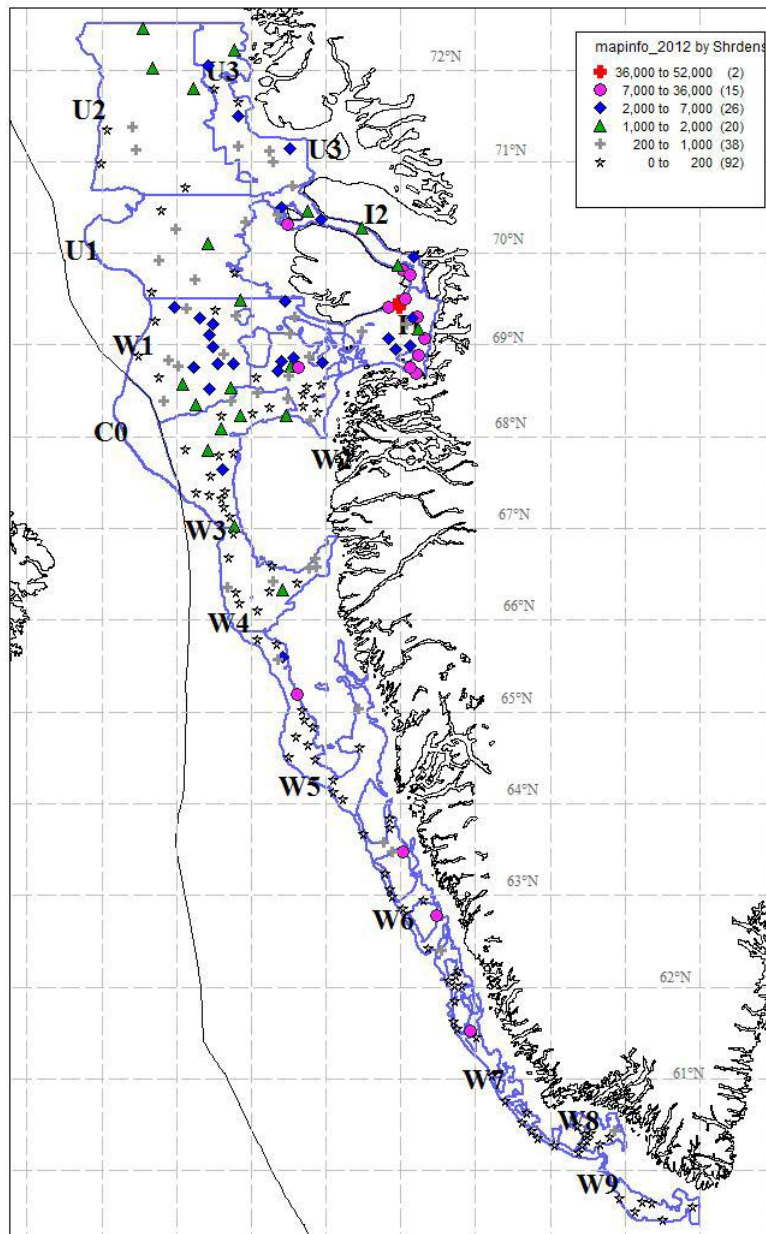 mapinfo_2012 by Shrdens
36,000 to 52,000 (2)
7,000 to 36,000 (15)
2,000 to 7,000 (26)
1,000 to 2,000 (20)
200 to 1,000 (38)
0 to 200 (92)
72°N
U3
U2
71°N
U3
I2
U1
70°N
69°N
W1
C0
68°N
W2
67°N
W3
66°N
W4
65°N
64°N
W5
63°N
W6
62°N
61°N
W7
W8
W9